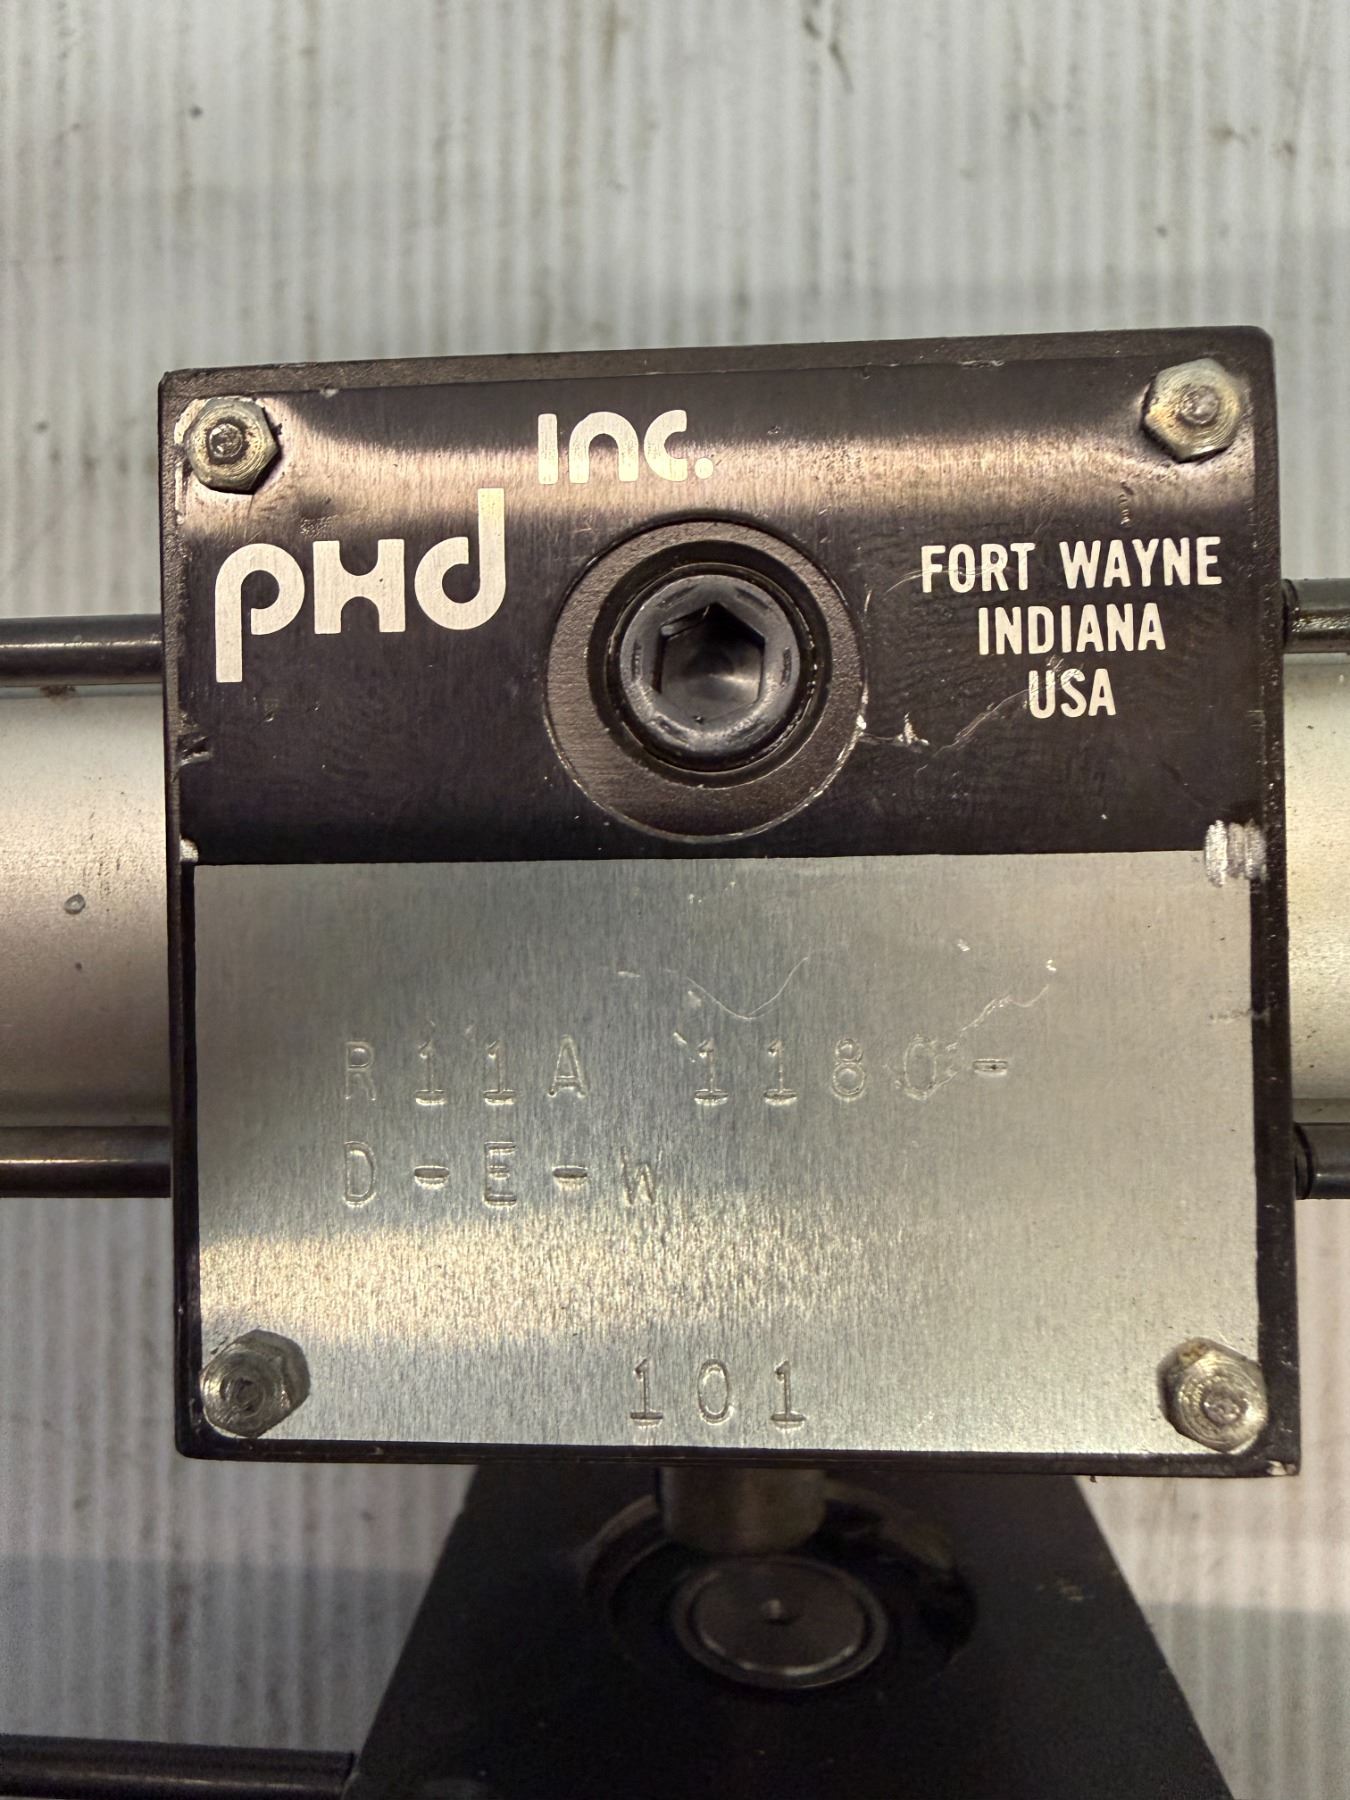 inc.
pHd
FORT WAYNE
INDIANA
USA
R11A 1180-
D-E-W
101